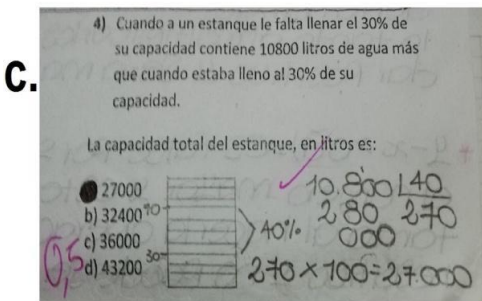 4) Cuando a un estanque le falta llenar el 30% de
su capacidad contiene 10800 litros de agua más
que cuando estaba lleno al 30% de su
capacidad.
C.
La capacidad total del estanque, en litros es:
27000
b) 32400
c) 36000
d) 43200
0,5
70
30
40%
10.800 40
280 270
000
270 × 100 = 27.000